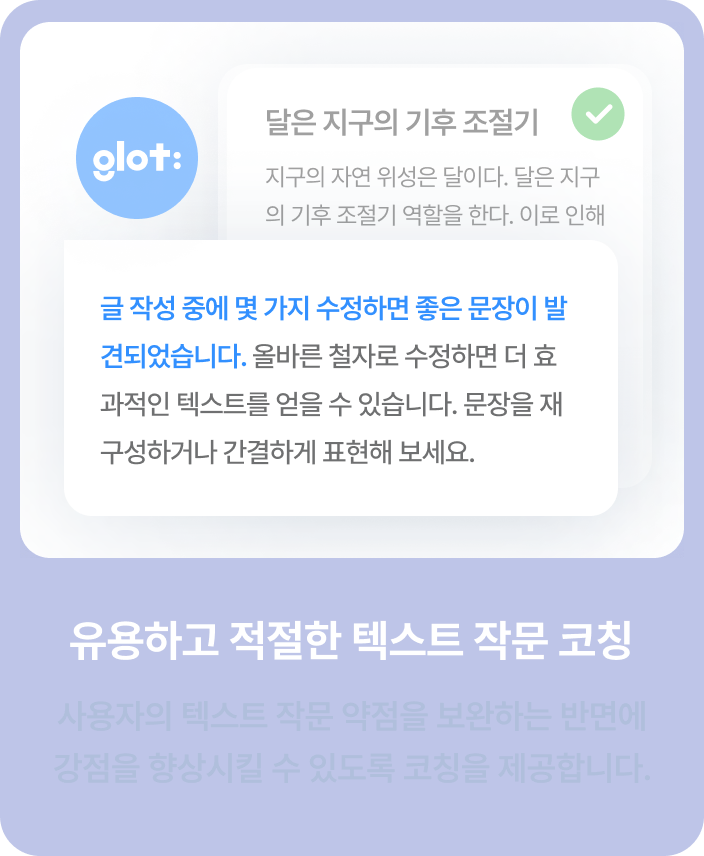 glot:
달은 지구의 기후 조절기
지구의 자연 위성은 달이다. 달은 지구
의 기후 조절기 역할을 한다. 이로 인해
글 작성 중에 몇 가지 수정하면 좋은 문장이 발
견되었습니다. 올바른 철자로 수정하면 더 효
과적인 텍스트를 얻을 수 있습니다. 문장을 재
구성하거나 간결하게 표현해 보세요.
유용하고 적절한 텍스트 작문 코칭
사용자의 텍스트 작문 약점을 보완하는 반면에
강점을 향상시킬 수 있도록 코칭을 제공합니다.